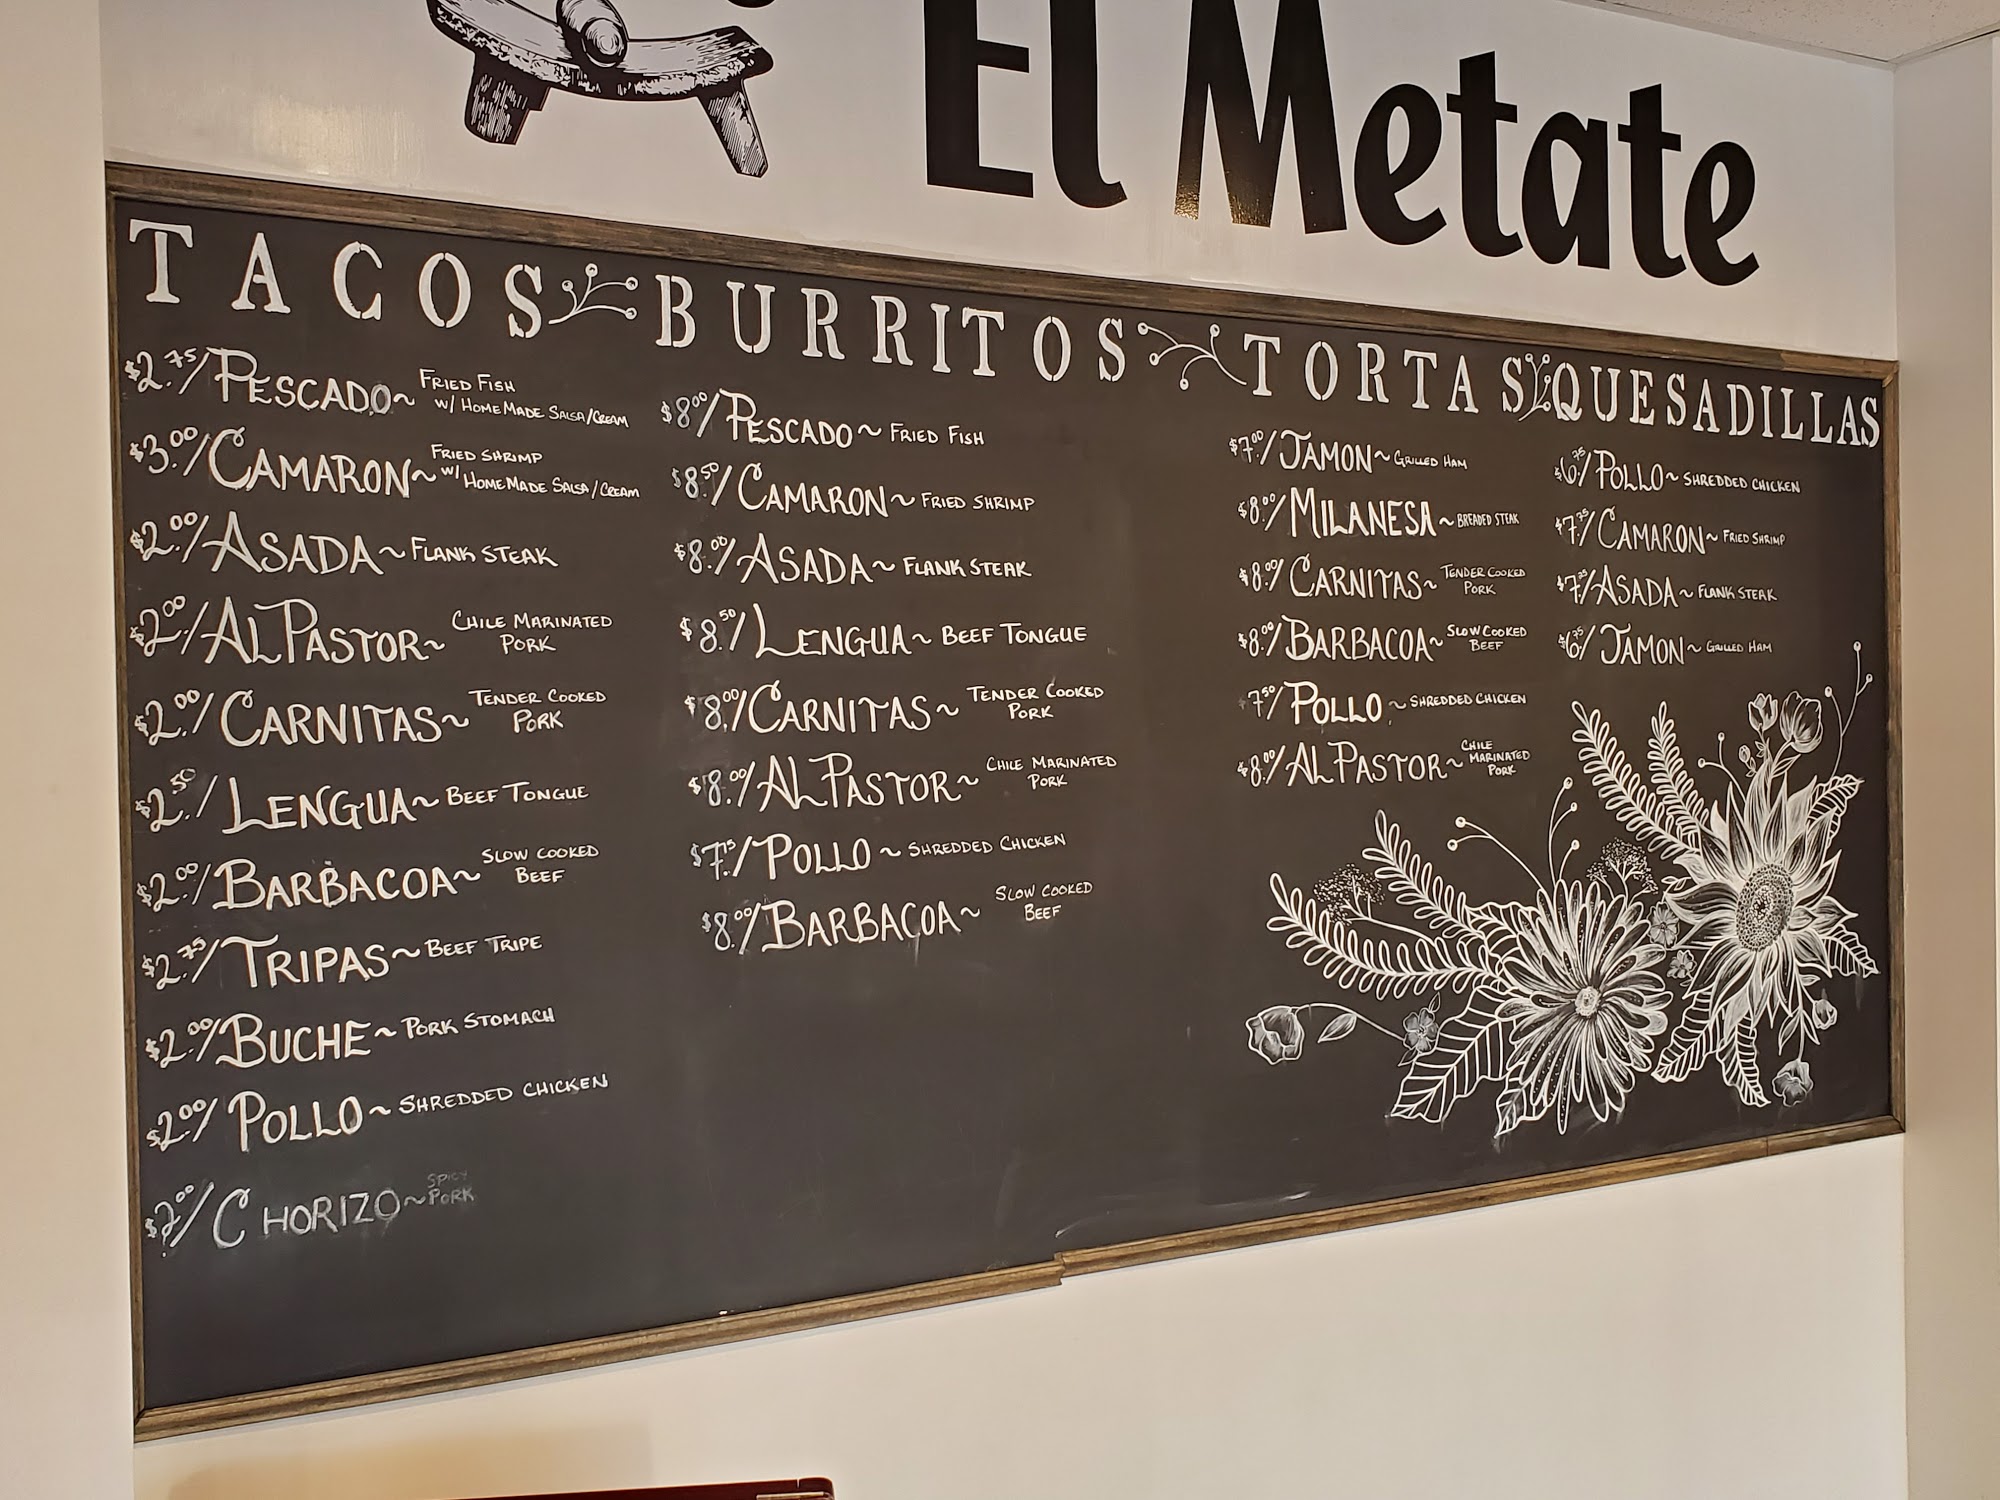 El Metate
TACOS
$2.75/PESCADO~ FRIED FISH
W/ HOMEMADE SALSA/CREAM
$3.00/CAMARON~ FRIED SHRIMP
W/ HOMEMADE SALSA/CREAM
$2.00/ASADA~FLANK STEAK
$2.00/AL PASTOR~ CHILE MARINATED
PORK
$2.00/CARNITAS~ TENDER COOKED
PORK
$2.50/LENGUA~ BEEF TONGUE
$2.00/BARBACOA~ SLOW COOKED
BEEF
$2.75/TRIPAS~BEEF TRIPE
$2.00/BUCHE~PORK STOMACH
$2.00/POLLO~SHREDDED CHICKEN
CHORIZO~ SPICY
PORK
BURRITOS
$8.00/PESCADO~ FRIED FISH
$8.50/CAMARON~ FRIED SHRIMP
$8.00/ASADA~ FLANK STEAK
$8.50/LENGUA~ BEEF TONGUE
$8.00/CARNITAS~ TENDER COOKED
PORK
$8.00/AL PASTOR~ CHILE MARINATED
PORK
$7.75/POLLO~ SHREDDED CHICKEN
$8.00/BARBACOA~ SLOW COOKED
BEEF
TORTAS
$7.00/JAMON~GRILLED HAM
$8.00/MILANESA~BREADED STEAK
$8.00/CARNITAS~ TENDER COOKED
PORK
$8.00/BARBACOA~ SLOW COOKED
BEEF
7.50/POLLO~SHREDDED CHICKEN
$8.00/AL PASTOR~ CHILE
MARINATED
PORK
QUESADILLAS
$6.75/POLLO~SHREDDED CHICKEN
$7.75/CAMARON~ FRIED SHRIMP
$7.75/ASADA~FLANK STEAK
$6.75/JAMON~GRILLED HAM